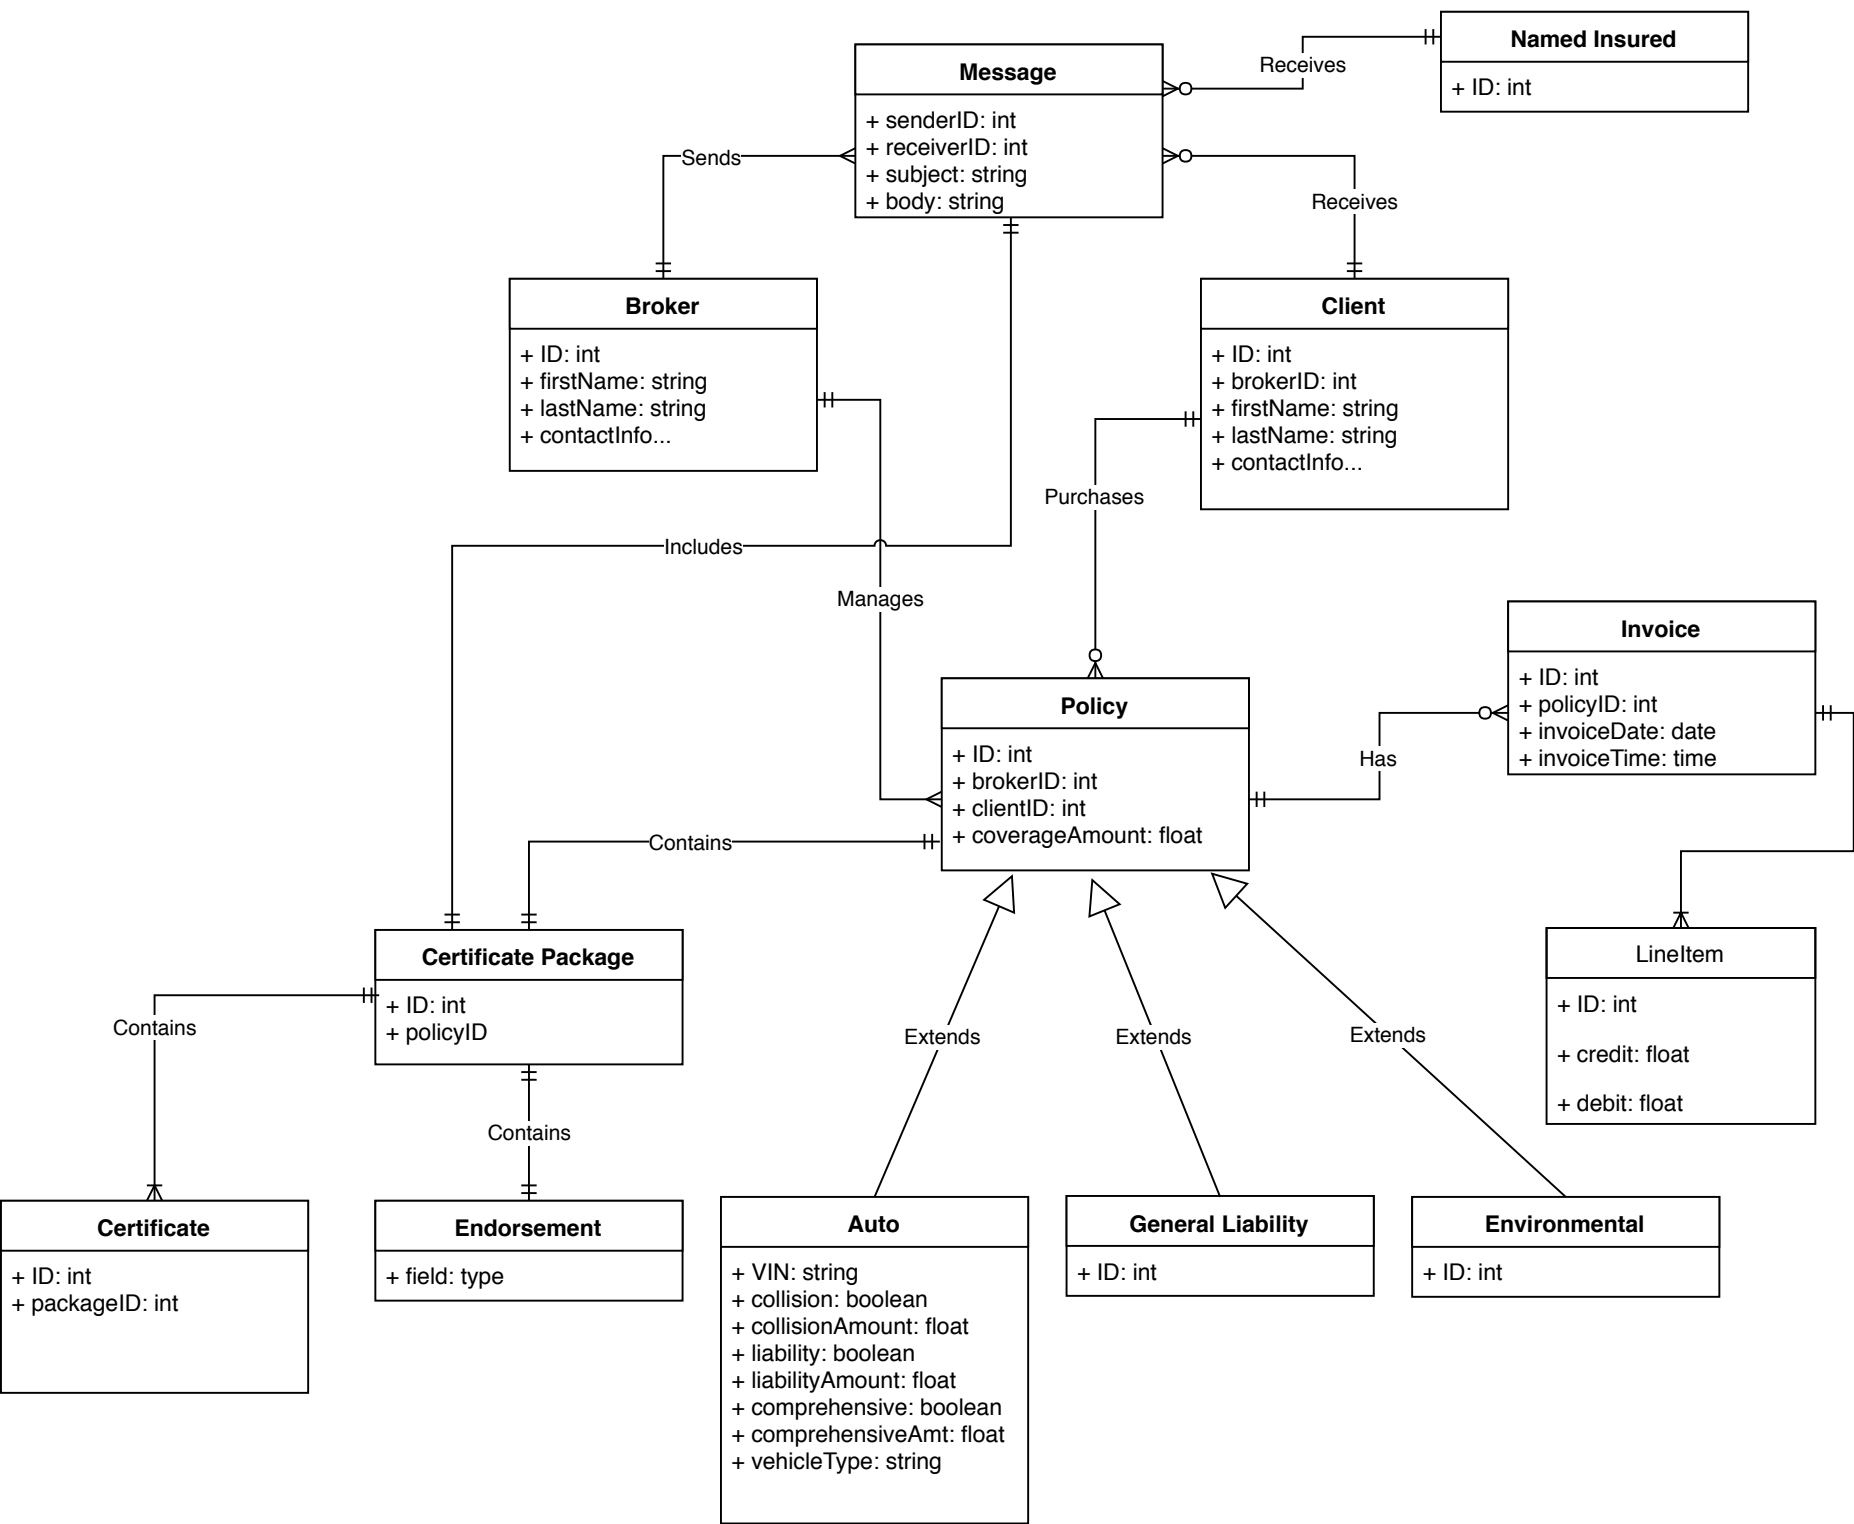 Named Insured
+ ID: int
Message
+ senderID: int
+ receiverID: int
+ subject: string
+ body: string
Receives
Sends
Receives
Broker
+ ID: int
+ firstName: string
+ lastName: string
+ contactInfo...
Client
+ ID: int
+ brokerID: int
+ firstName: string
+ lastName: string
+ contactInfo...
Purchases
Includes
Manages
Invoice
+ ID: int
+ policyID: int
+ invoiceDate: date
+ invoiceTime: time
Policy
+ ID: int
+ brokerID: int
+ clientID: int
+ coverageAmount: float
Has
Contains
Certificate Package
+ ID: int
+ policyID
LineItem
+ ID: int
+ credit: float
+ debit: float
Contains
Extends
Extends
Extends
Contains
Certificate
+ ID: int
+ packageID: int
Endorsement
+ field: type
Auto
+ VIN: string
+ collision: boolean
+ collisionAmount: float
+ liability: boolean
+ liabilityAmount: float
+ comprehensive: boolean
+ comprehensiveAmt: float
+ vehicleType: string
General Liability
+ ID: int
Environmental
+ ID: int